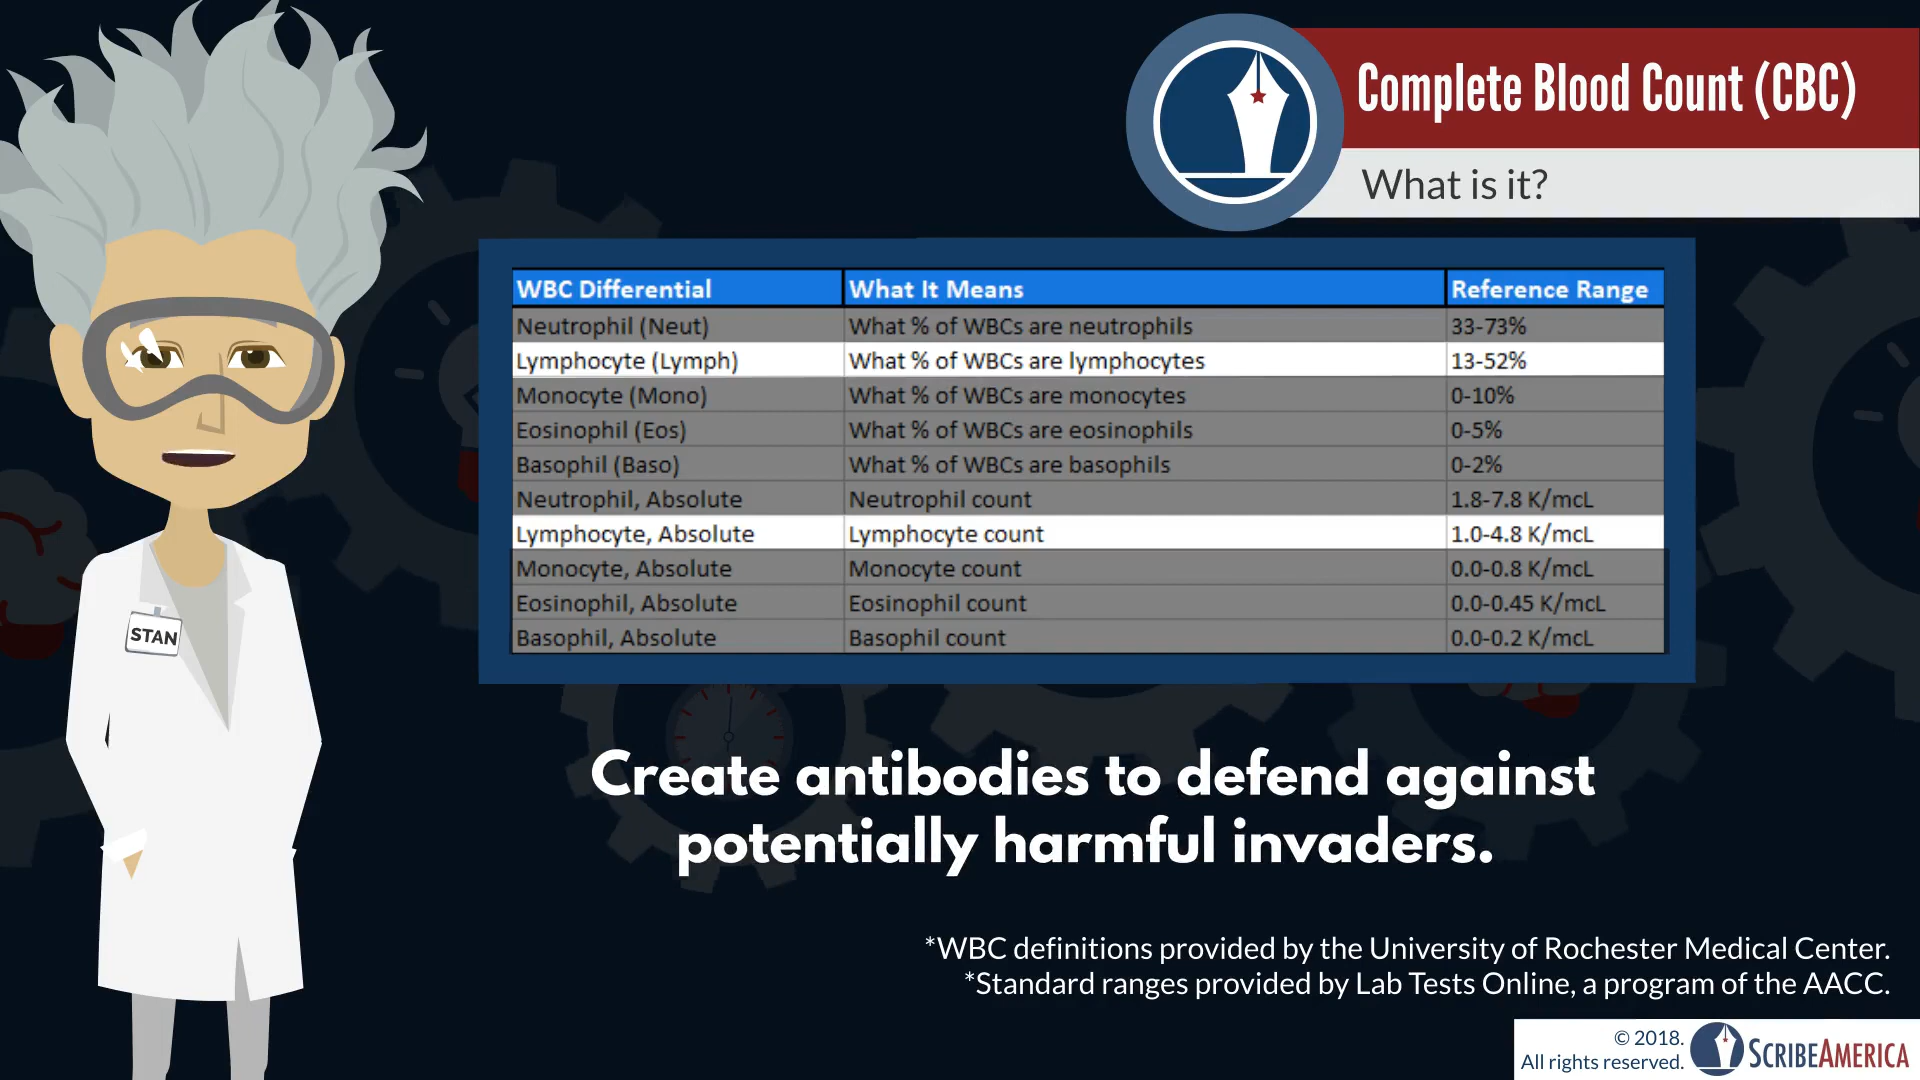 Complete Blood Count (CBC)
What is it?
WBC Differential What It Means Reference Range
Neutrophil (Neut) What % of WBCs are neutrophils 33-73%
Lymphocyte (Lymph) What % of WBCs are lymphocytes 13-52%
Monocyte (Mono) What % of WBCs are monocytes 0-10%
Eosinophil (Eos) What % of WBCs are eosinophils 0-5%
Basophil (Baso) What % of WBCs are basophils 0-2%
Neutrophil, Absolute Neutrophil count 1.8-7.8 K/mcL
Lymphocyte, Absolute Lymphocyte count 1.0-4.8 K/mcL
Monocyte, Absolute Monocyte count 0.0-0.8 K/mcL
Eosinophil, Absolute Eosinophil count 0.0-0.45 K/mcL
Basophil, Absolute Basophil count 0.0-0.2 K/mcL
STAN
Create antibodies to defend against
potentially harmful invaders.
*WBC definitions provided by the University of Rochester Medical Center.
*Standard ranges provided by Lab Tests Online, a program of the AACC.
© 2018.
All rights reserved.
SCRIBEAMERICA